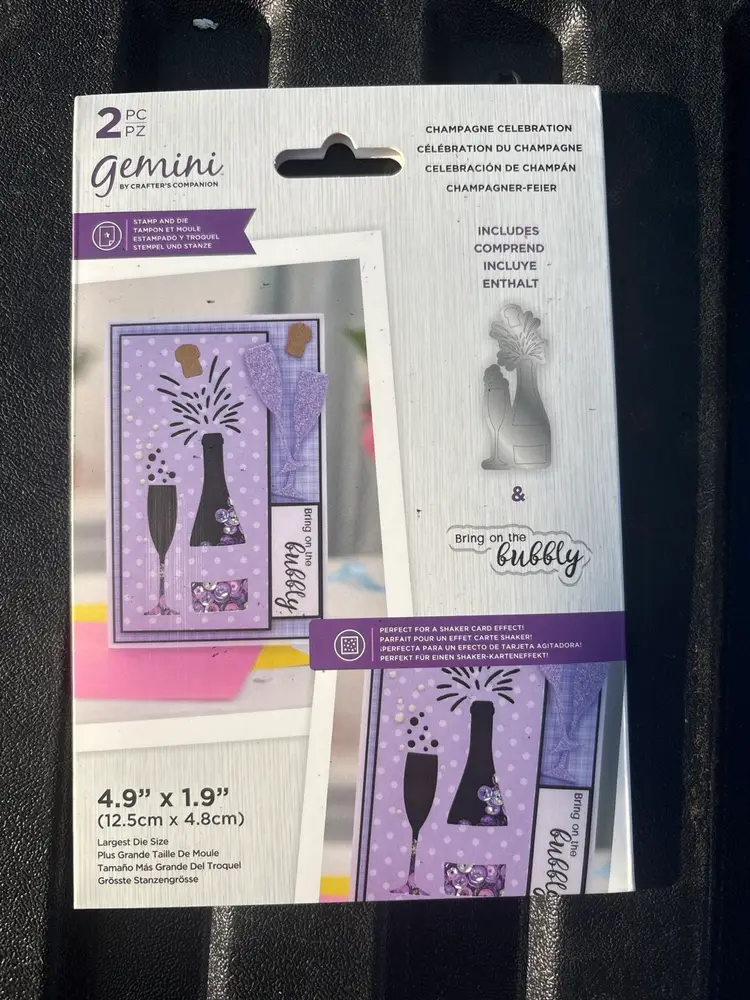 2 PC
PZ
gemini
BY CRAFTER'S COMPANION
STAMP AND DIE
TAMPON ET MOULE
ESTAMPADO Y TROQUEL
STEMPEL UND STANZE
CHAMPAGNE CELEBRATION
CÉLÉBRATION DU CHAMPAGNE
CELEBRACIÓN DE CHAMPÁN
CHAMPAGNER-FEIER
INCLUDES
COMPREND
INCLUYE
ENTHALT
&
Bring on the
bubbly
Bring on the
bubbly
PERFECT FOR A SHAKER CARD EFFECT!
PARFAIT POUR UN EFFET CARTE SHAKER!
¡PERFECTA PARA UN EFECTO DE TARJETA AGITADORA!
PERFEKT FÜR EINEN SHAKER-KARTENEFFEKT!
Bring on the
bubbly
4.9” x 1.9”
(12.5cm x 4.8cm)
Largest Die Size
Plus Grande Taille De Moule
Tamaño Más Grande Del Troquel
Grösste Stanzengrösse